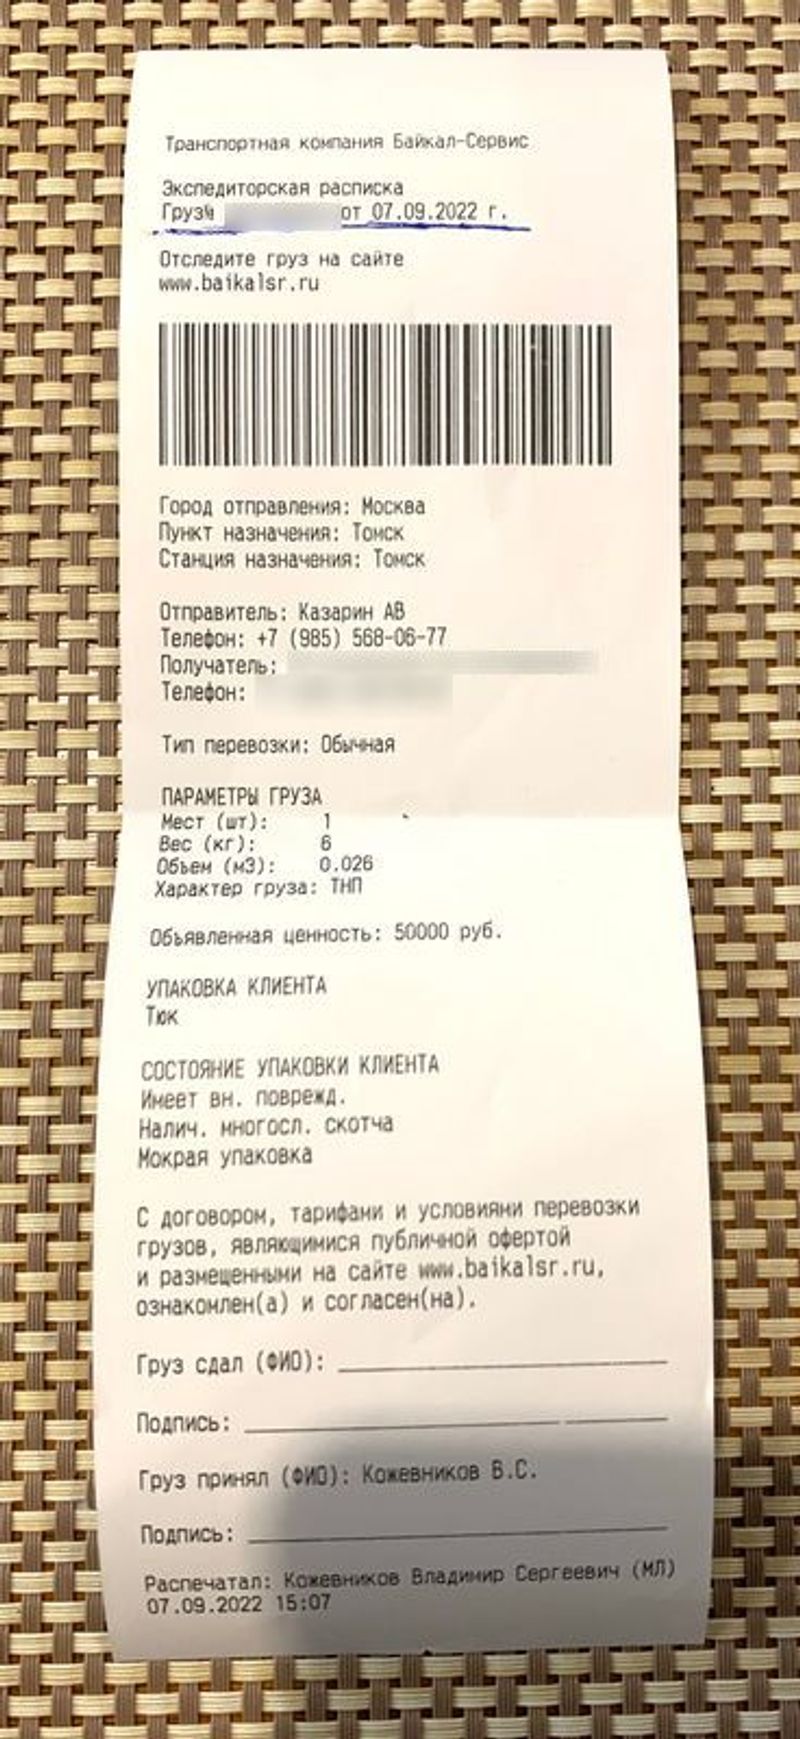 Транспортная компания Байкал-Сервис
Экспедиторская расписка
Груз№ от 07.09.2022 г.
Отследите груз на сайте
www.baikalsr.ru
Город отправления: Москва
Пункт назначения: Томск
Станция назначения: Томск
Отправитель: Казарин АВ
Телефон: +7 (985) 568-06-77
Получатель:
Телефон:
Тип перевозки: Обычная
ПАРАМЕТРЫ ГРУЗА
Мест (шт): 1
Вес (кг): 6
Объем (м3): 0.026
Характер груза: ТНП
Объявленная ценность: 50000 руб.
УПАКОВКА КЛИЕНТА
Тюк
СОСТОЯНИЕ УПАКОВКИ КЛИЕНТА
Имеет вн. поврежд.
Налич. многосл. скотча
Мокрая упаковка
С договором, тарифами и условиями перевозки
грузов, являющимися публичной офертой
и размещенными на сайте www.baikalsr.ru,
ознакомлен(а) и согласен(на).
Груз сдал (ФИО):
Подпись:
Груз принял (ФИО): Кожевников В.С.
Подпись:
Распечатал: Кожевников Владимир Сергеевич (МЛ)
07.09.2022 15:07